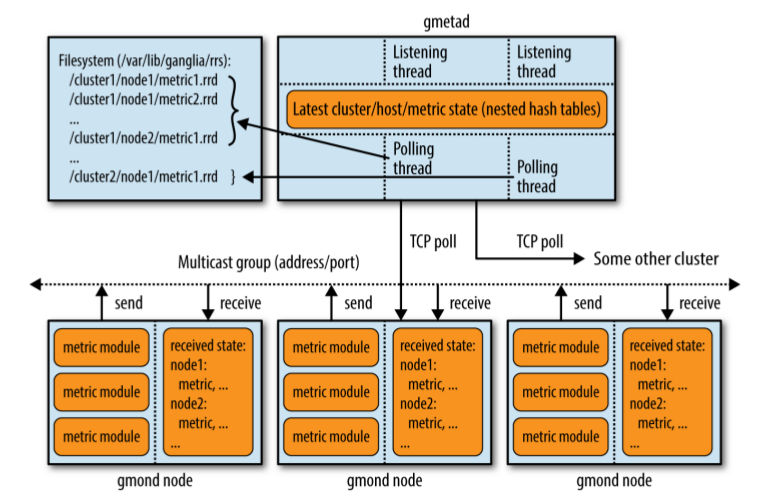 gmetad
Filesystem (/var/lib/ganglia/rrs):
/cluster1/node1/metric1.rrd
/cluster1/node1/metric2.rrd
...
/cluster1/node2/metric1.rrd
...
/cluster2/node1/metric1.rrd }
Listening
thread
Listening
thread
Latest cluster/host/metric state (nested hash tables)
Polling
thread
Polling
thread
TCP poll
TCP poll
Some other cluster
Multicast group (address/port)
send
receive
send
receive
send
receive
metric module
metric module
metric module
received state:
node1:
metric, ...
node2:
metric, ...
...
gmond node
metric module
metric module
metric module
received state:
node1:
metric, ...
node2:
metric, ...
...
gmond node
metric module
metric module
metric module
received state:
node1:
metric, ...
node2:
metric, ...
...
gmond node